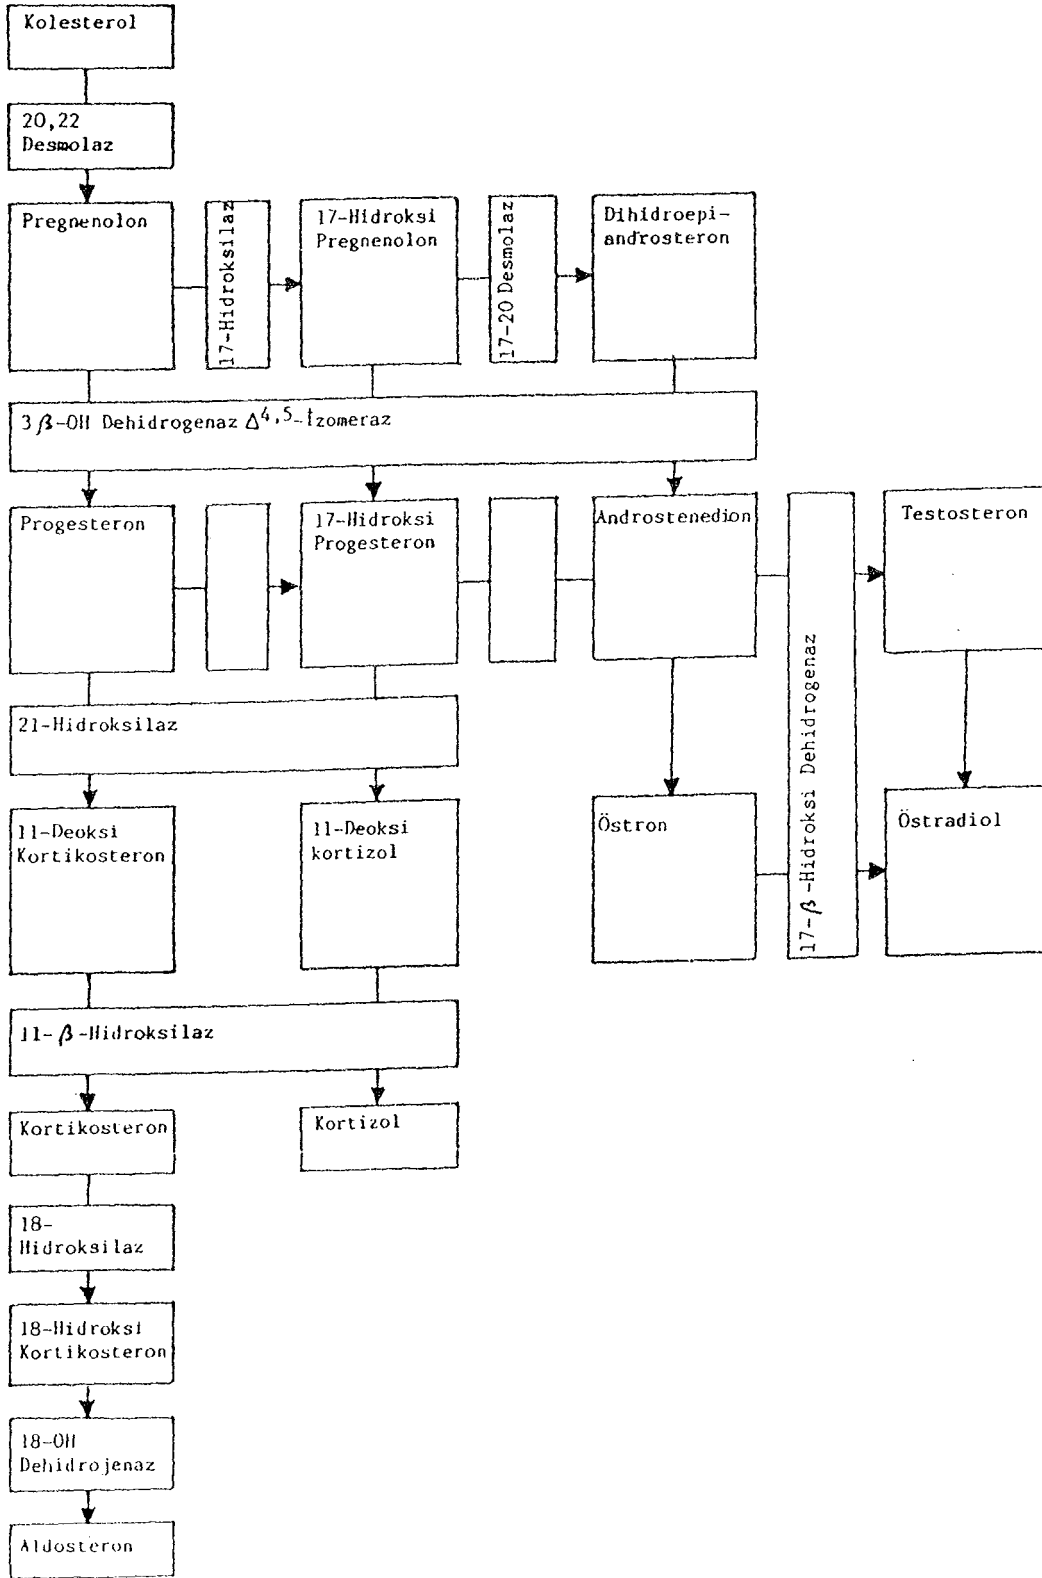 Kolesterol
20,22
Desmolaz
Pregnenolon
17-Hidroksilaz
17-Hidroksi
Pregnenolon
17-20 Desmolaz
Dihidroepi-
androsteron
3β-OH Dehidrogenaz Δ⁴,⁵-İzomeraz
Progesteron
17-Hidroksi
Progesteron
Androstenedion
17-β-Hidroksi Dehidrogenaz
Testosteron
21-Hidroksilaz
11-Deoksi
Kortikosteron
11-Deoksi
kortizol
Östron
Östradiol
11-β-Hidroksilaz
Kortikosteron
Kortizol
18-
Hidroksilaz
18-Hidroksi
Kortikosteron
18-OH
Dehidrojenaz
Aldosteron